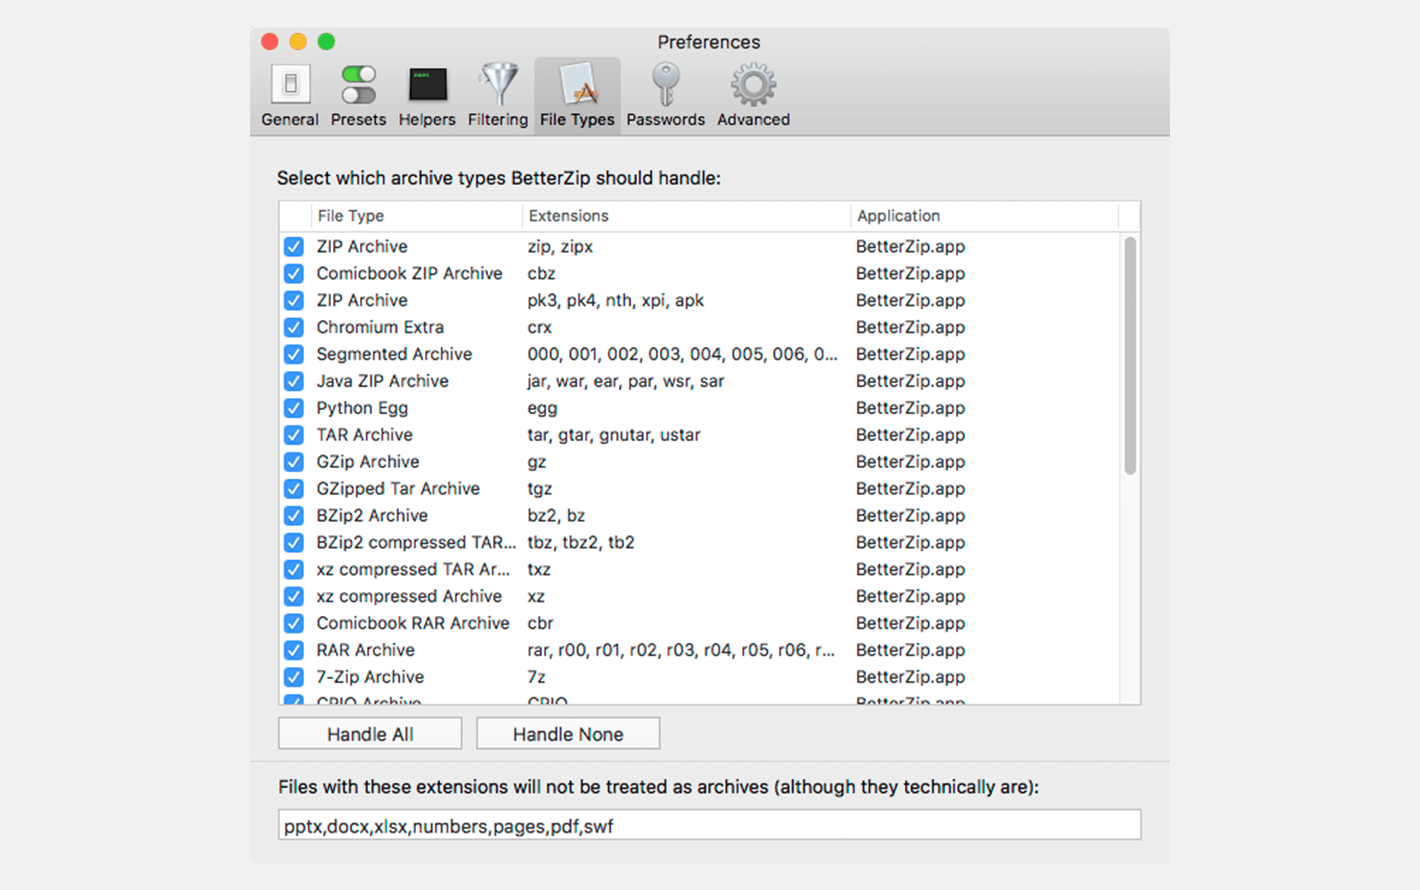 Preferences
General Presets Helpers Filtering File Types Passwords Advanced
Select which archive types BetterZip should handle:
File Type Extensions Application
ZIP Archive zip, zipx BetterZip.app
Comicbook ZIP Archive cbz BetterZip.app
ZIP Archive pk3, pk4, nth, xpi, apk BetterZip.app
Chromium Extra crx BetterZip.app
Segmented Archive 000, 001, 002, 003, 004, 005, 006, 0... BetterZip.app
Java ZIP Archive jar, war, ear, par, wsr, sar BetterZip.app
Python Egg egg BetterZip.app
TAR Archive tar, gtar, gnutar, ustar BetterZip.app
GZip Archive gz BetterZip.app
GZipped Tar Archive tgz BetterZip.app
BZip2 Archive bz2, bz BetterZip.app
BZip2 compressed TAR... tbz, tbz2, tb2 BetterZip.app
xz compressed TAR Ar... txz BetterZip.app
xz compressed Archive xz BetterZip.app
Comicbook RAR Archive cbr BetterZip.app
RAR Archive rar, r00, r01, r02, r03, r04, r05, r06, r... BetterZip.app
7-Zip Archive 7z BetterZip.app
CPIO Archive CPIO BetterZip.app
Handle All Handle None
Files with these extensions will not be treated as archives (although they technically are):
pptx,docx,xlsx,numbers,pages,pdf,swf